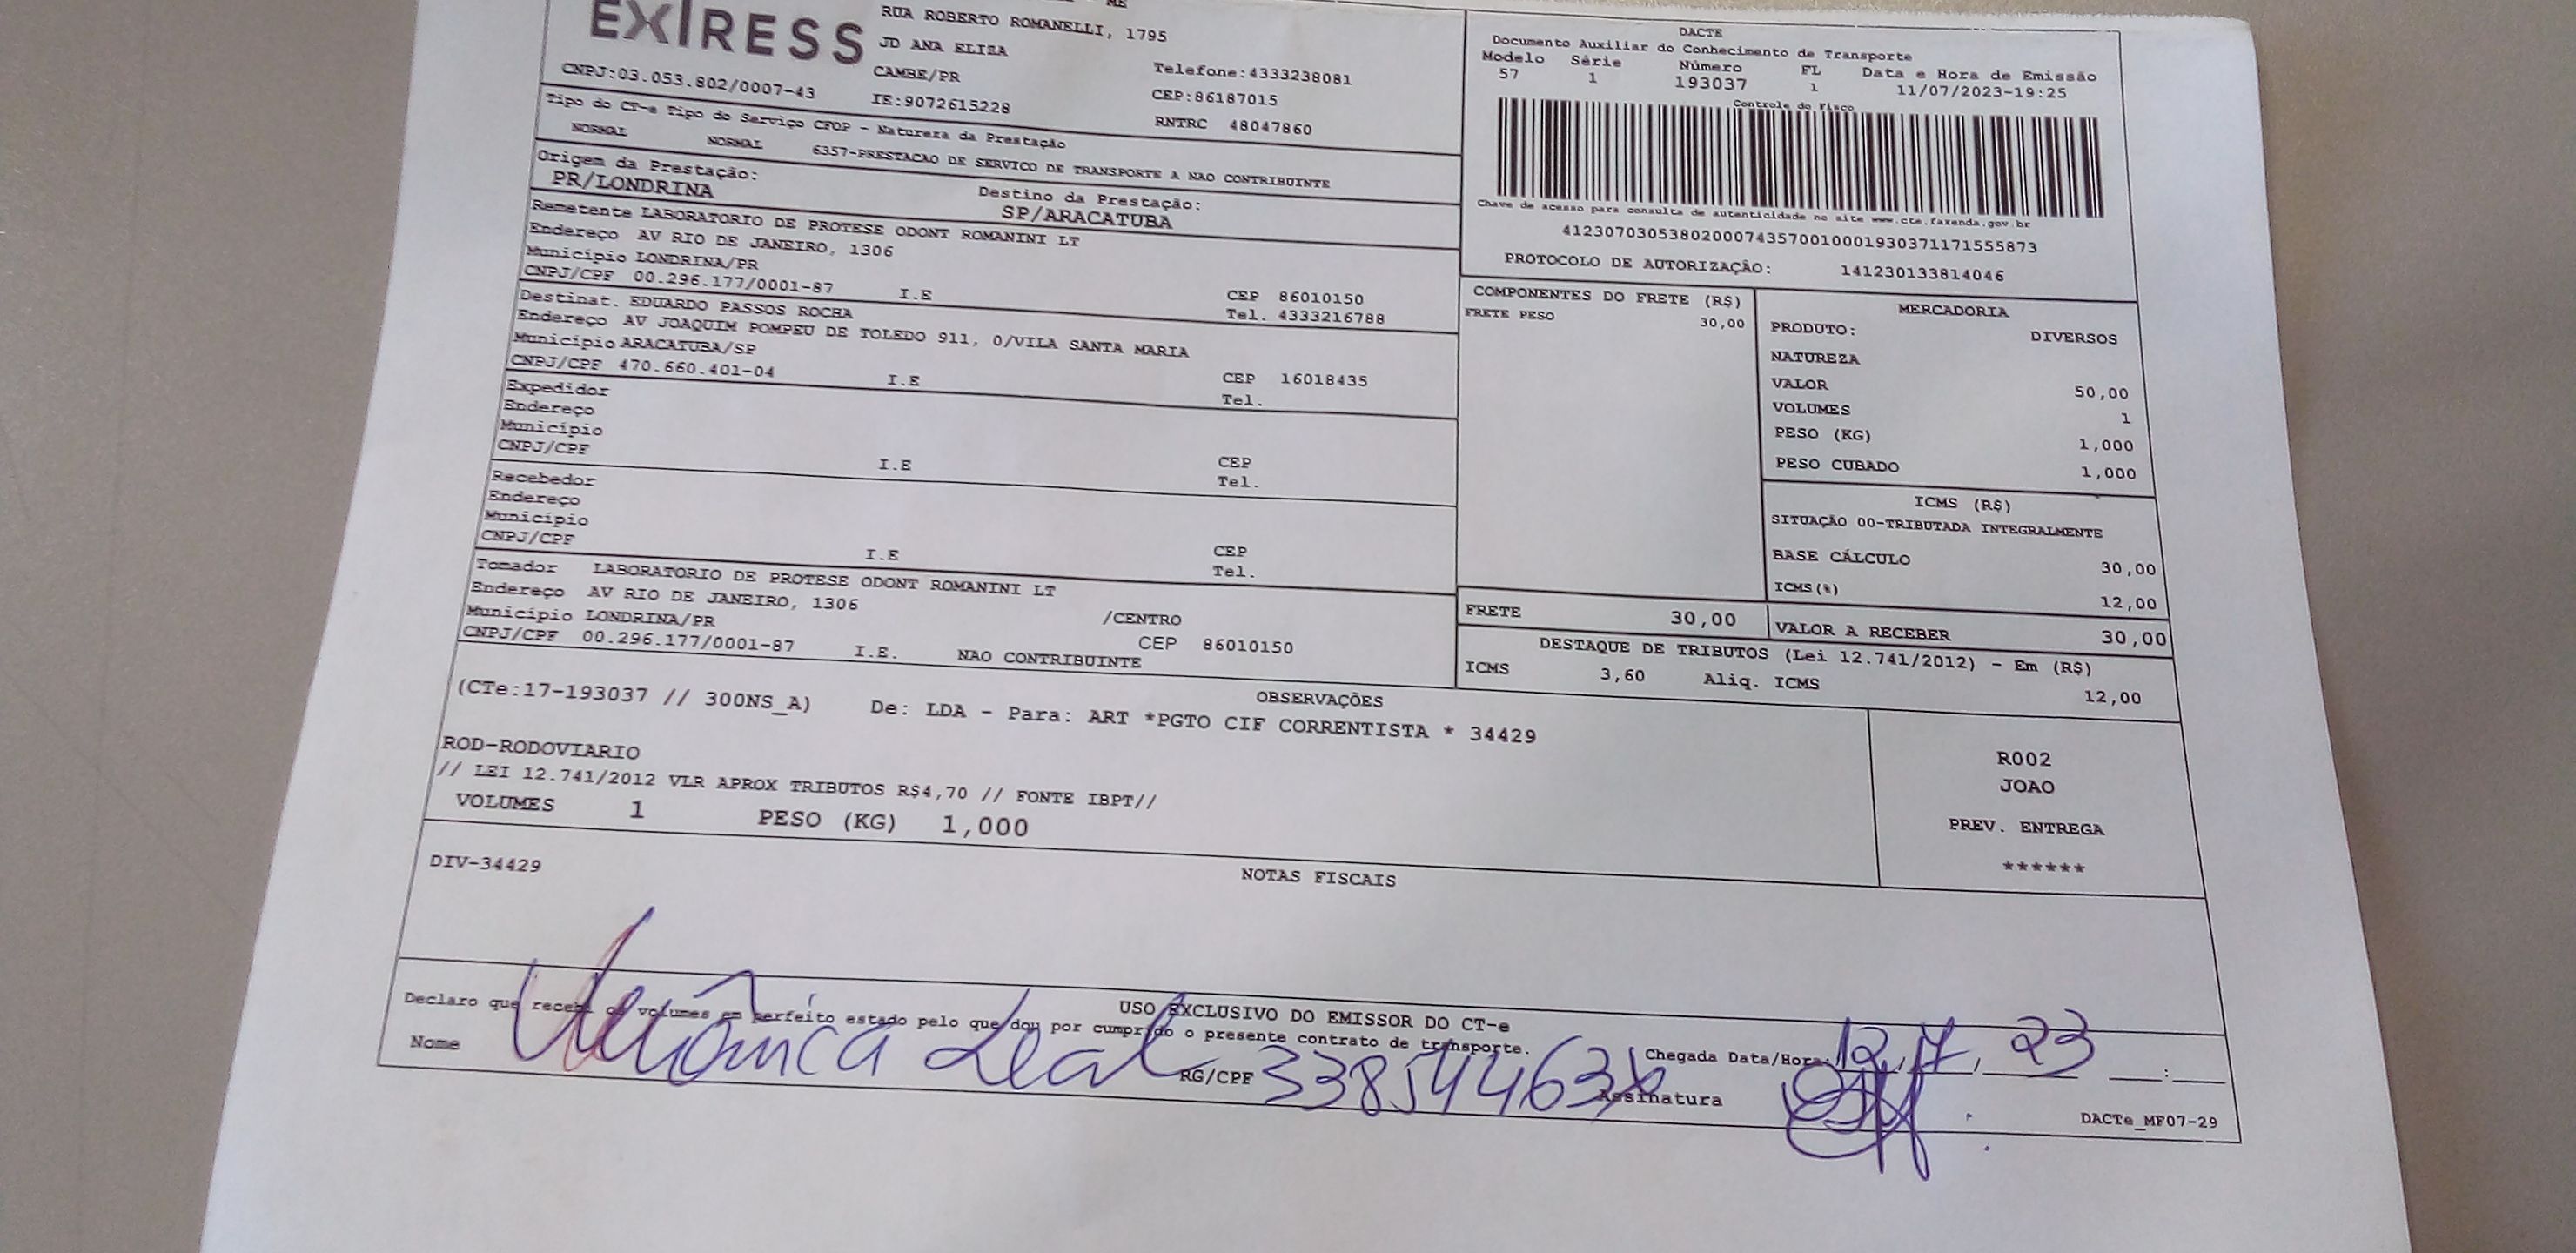 EXIRESS
ME
RUA ROBERTO ROMANELLI, 1795
JD ANA ELIZA
CAMBE/PR Telefone:4333238081
CNPJ:03.053.802/0007-43 IE:9072615228 CEP:86187015
RNTRC 48047860
Tipo do CT-e Tipo do Serviço CFOP - Natureza da Prestação
NORMAL NORMAL 6357-PRESTACAO DE SERVICO DE TRANSPORTE A NAO CONTRIBUINTE
Origem da Prestação: Destino da Prestação:
PR/LONDRINA SP/ARACATUBA
Remetente LABORATORIO DE PROTESE ODONT ROMANINI LT
Endereço AV RIO DE JANEIRO, 1306
Município LONDRINA/PR CEP 86010150
CNPJ/CPF 00.296.177/0001-87 I.E Tel. 4333216788
Destinat. EDUARDO PASSOS ROCHA
Endereço AV JOAQUIM POMPEU DE TOLEDO 911, 0/VILA SANTA MARIA
Município ARACATUBA/SP CEP 16018435
CNPJ/CPF 470.660.401-04 I.E Tel.
Expedidor
Endereço
Município CEP
CNPJ/CPF I.E Tel.
Recebedor
Endereço
Município CEP
CNPJ/CPF I.E Tel.
Tomador LABORATORIO DE PROTESE ODONT ROMANINI LT
Endereço AV RIO DE JANEIRO, 1306 /CENTRO
Município LONDRINA/PR CEP 86010150
CNPJ/CPF 00.296.177/0001-87 I.E. NAO CONTRIBUINTE
DACTE
Documento Auxiliar do Conhecimento de Transporte
Modelo Série Número FL Data e Hora de Emissão
57 1 193037 1 11/07/2023-19:25
Controle do Fisco
Chave de acesso para consulta de autenticidade no site www.cte.fazenda.gov.br
41230703053802000743570010001930371171555873
PROTOCOLO DE AUTORIZAÇÃO: 141230133814046
COMPONENTES DO FRETE (R$)
FRETE PESO 30,00
MERCADORIA
PRODUTO: DIVERSOS
NATUREZA
VALOR 50,00
VOLUMES 1
PESO (KG) 1,000
PESO CUBADO 1,000
ICMS (R$)
SITUAÇÃO 00-TRIBUTADA INTEGRALMENTE
BASE CÁLCULO 30,00
ICMS(%) 12,00
FRETE 30,00 VALOR A RECEBER 30,00
DESTAQUE DE TRIBUTOS (Lei 12.741/2012) - Em (R$)
ICMS 3,60 Aliq. ICMS 12,00
OBSERVAÇÕES
(CTe:17-193037 // 300NS_A) De: LDA - Para: ART *PGTO CIF CORRENTISTA * 34429
ROD-RODOVIARIO
// LEI 12.741/2012 VLR APROX TRIBUTOS R$4,70 // FONTE IBPT//
VOLUMES 1 PESO (KG) 1,000
R002
JOAO
PREV. ENTREGA
******
NOTAS FISCAIS
DIV-34429
USO EXCLUSIVO DO EMISSOR DO CT-e
Declaro que recebi os volumes em perfeito estado pelo que dou por cumprido o presente contrato de transporte.
Nome Verônica Leal RG/CPF Chegada Data/Hora: 12/7/23 __:__
Assinatura
DACTe_MF07-29